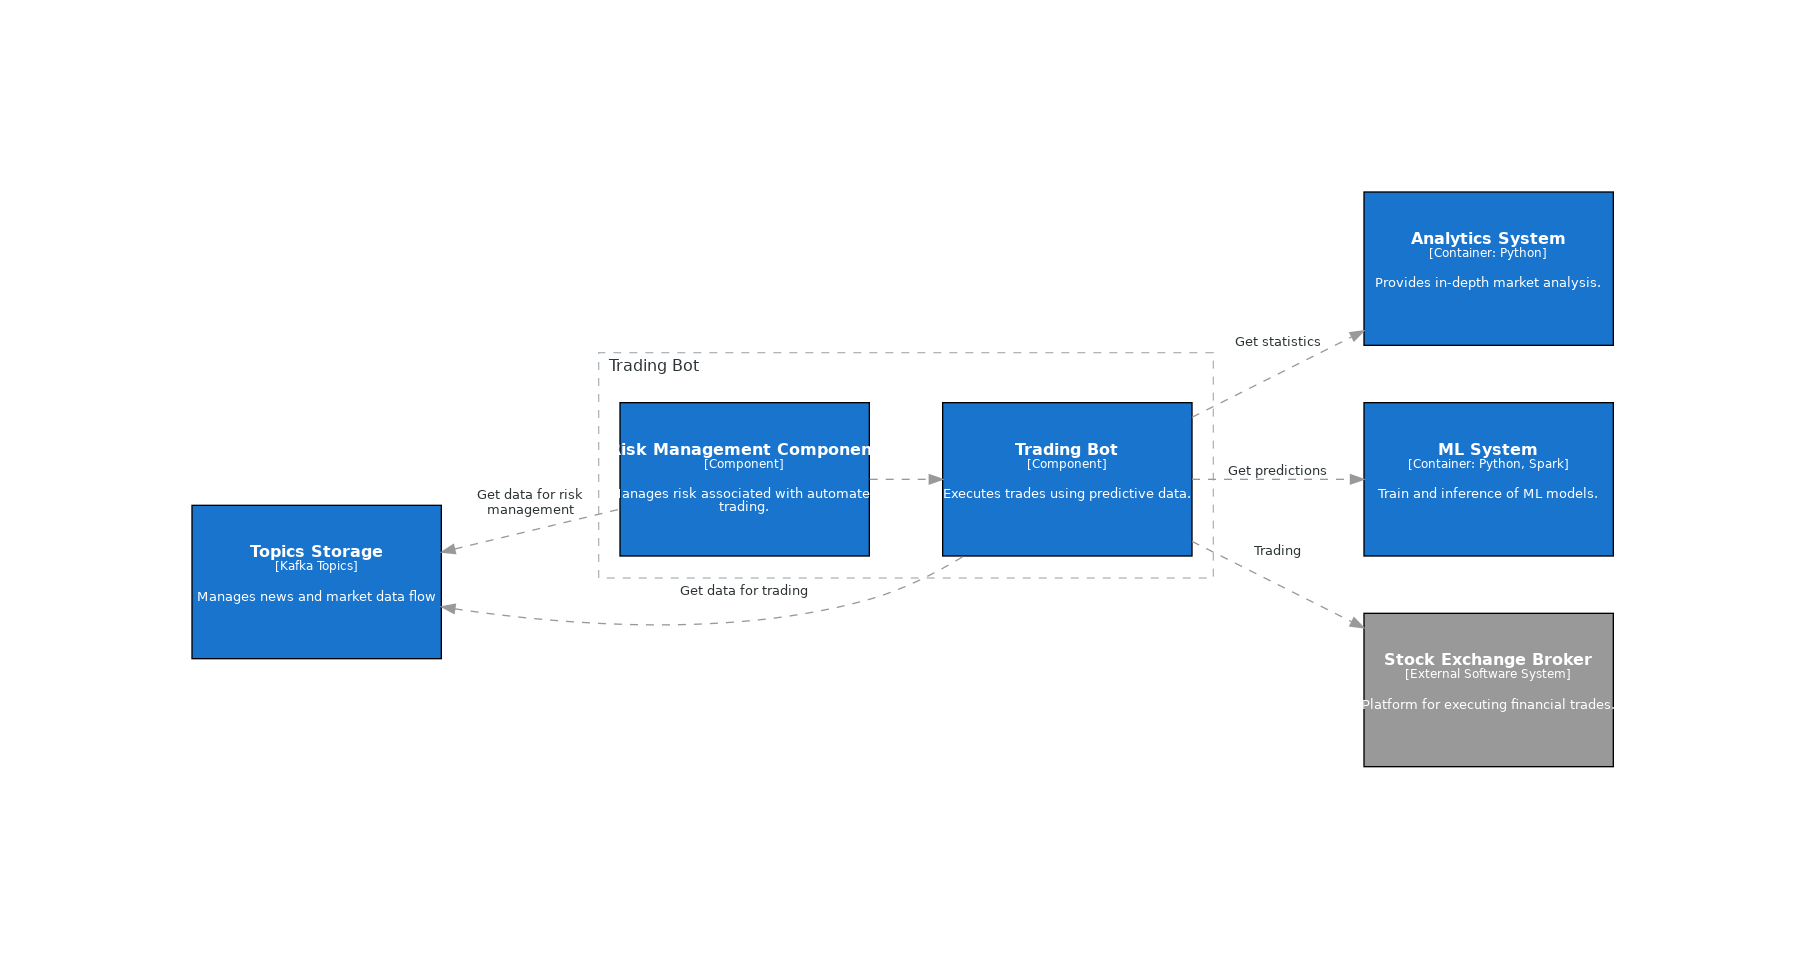 Analytics System
[Container: Python]
Provides in-depth market analysis.
Get statistics
Trading Bot
Risk Management Component
[Component]
Manages risk associated with automate
trading.
Trading Bot
[Component]
Executes trades using predictive data.
Get predictions
ML System
[Container: Python, Spark]
Train and inference of ML models.
Get data for risk
management
Topics Storage
[Kafka Topics]
Manages news and market data flow
Get data for trading
Trading
Stock Exchange Broker
[External Software System]
Platform for executing financial trades.